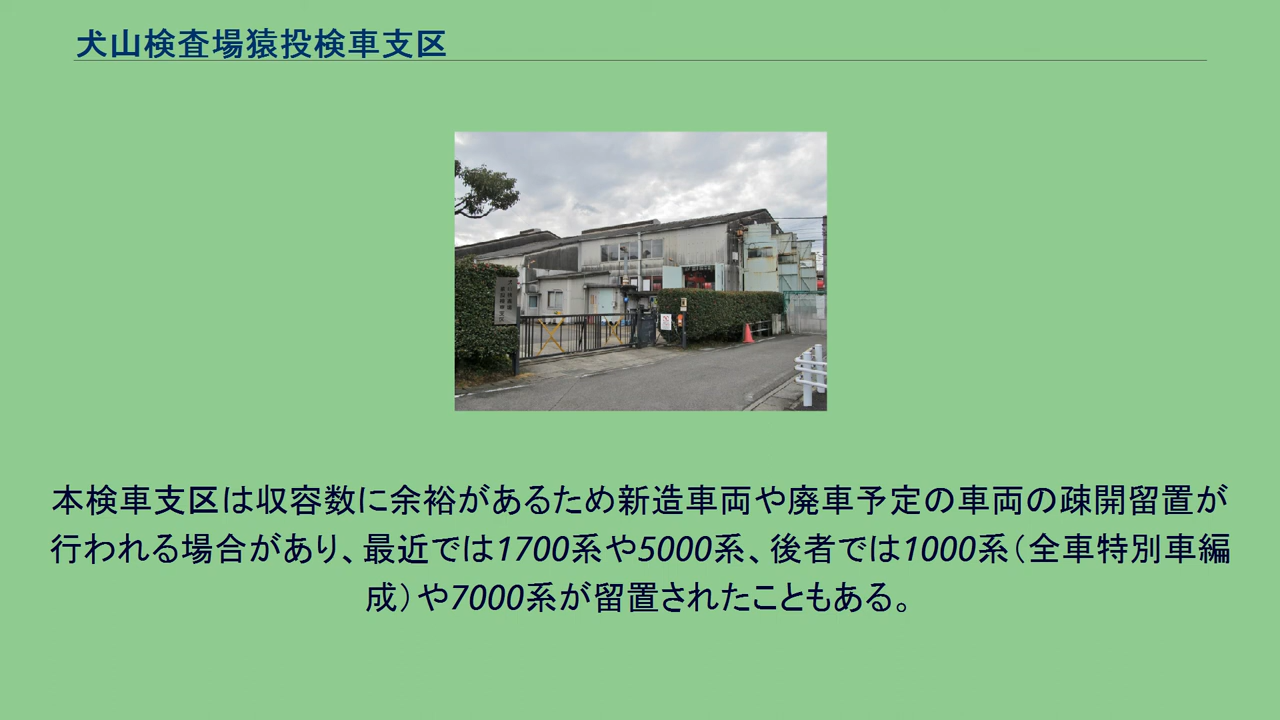 犬山検査場猿投検車支区
本検車支区は収容数に余裕があるため新造車両や廃車予定の車両の疎開留置が
行われる場合があり、最近では1700系や5000系、後者では1000系（全車特別車編
成）や7000系が留置されたこともある。